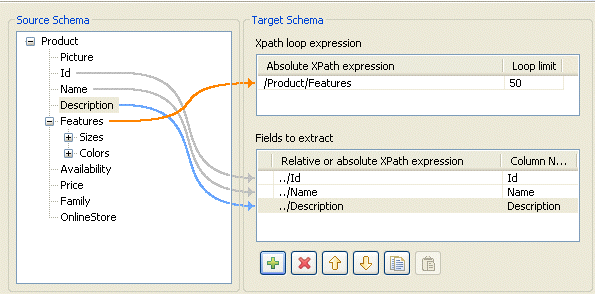 Source Schema
Product
Picture
Id
Name
Description
Features
Sizes
Colors
Availability
Price
Family
OnlineStore
Target Schema
Xpath loop expression
Absolute XPath expression Loop limit
/Product/Features 50
Fields to extract
Relative or absolute XPath expression Column N...
../Id Id
../Name Name
../Description Description